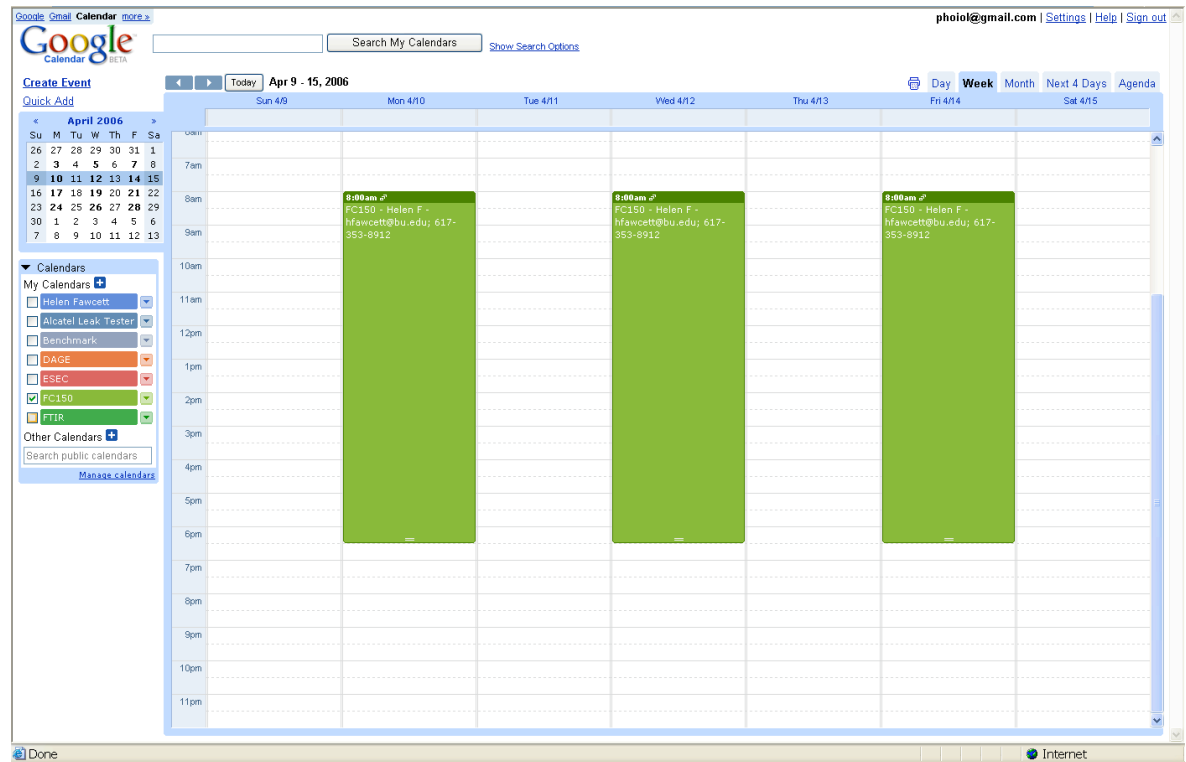 Google Gmail Calendar more »
phoiol@gmail.com | Settings | Help | Sign out
Google
Calendar BETA
Search My Calendars
Show Search Options
Create Event
Quick Add
Today
Apr 9 - 15, 2006
Day Week Month Next 4 Days Agenda
Sun 4/9 Mon 4/10 Tue 4/11 Wed 4/12 Thu 4/13 Fri 4/14 Sat 4/15
« April 2006 »
Su M Tu W Th F Sa
26 27 28 29 30 31 1
2 3 4 5 6 7 8
9 10 11 12 13 14 15
16 17 18 19 20 21 22
23 24 25 26 27 28 29
30 1 2 3 4 5 6
7 8 9 10 11 12 13
Calendars
My Calendars
Helen Fawcett
Alcatel Leak Tester
Benchmark
DAGE
ESEC
FC150
FTIR
Other Calendars
Search public calendars
Manage calendars
7am
8am
9am
10am
11am
12pm
1pm
2pm
3pm
4pm
5pm
6pm
7pm
8pm
9pm
10pm
11pm
8:00am
FC150 - Helen F -
hfawcett@bu.edu; 617-
353-8912
8:00am
FC150 - Helen F -
hfawcett@bu.edu; 617-
353-8912
8:00am
FC150 - Helen F -
hfawcett@bu.edu; 617-
353-8912
Done
Internet